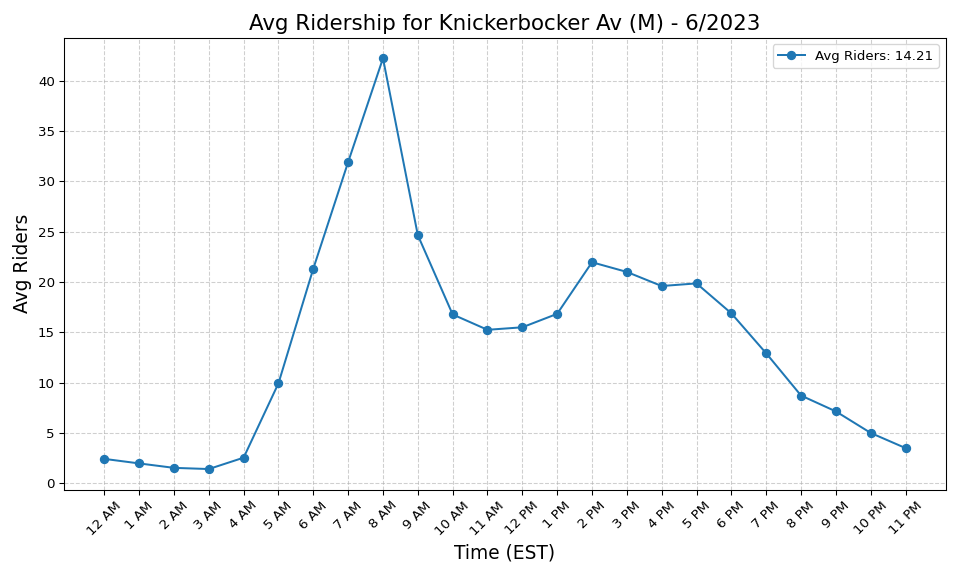 Avg Ridership for Knickerbocker Av (M) - 6/2023
Avg Riders: 14.21
Avg Riders
40
35
30
25
20
15
10
5
0
12 AM
1 AM
2 AM
3 AM
4 AM
5 AM
6 AM
7 AM
8 AM
9 AM
10 AM
11 AM
12 PM
1 PM
2 PM
3 PM
4 PM
5 PM
6 PM
7 PM
8 PM
9 PM
10 PM
11 PM
Time (EST)